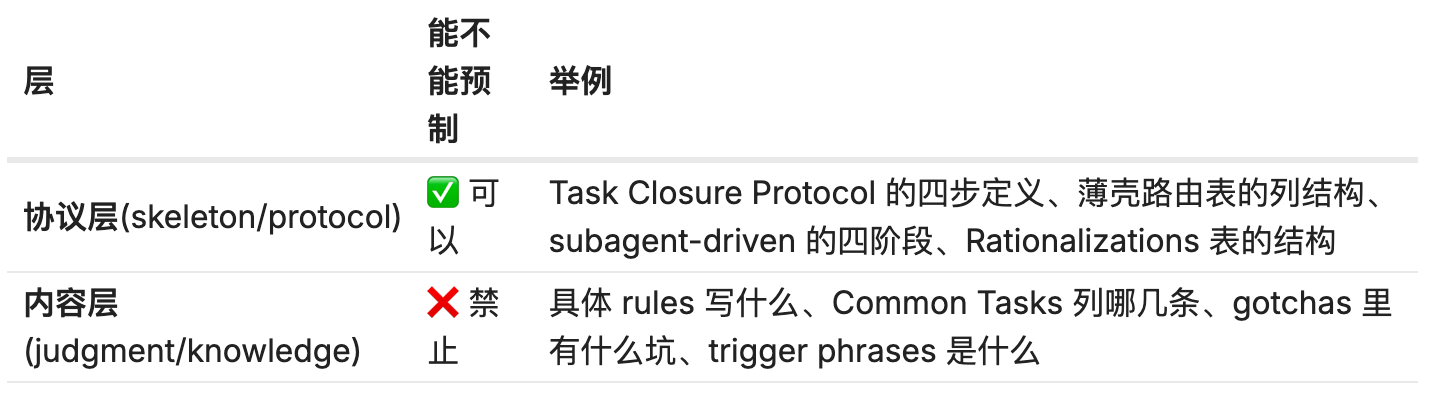 层
能不
能预
制
举例
协议层(skeleton/protocol)
✅ 可
以
Task Closure Protocol 的四步定义、薄壳路由表的列结构、
subagent-driven 的四阶段、Rationalizations 表的结构
内容层
(judgment/knowledge)
❌ 禁
止
具体 rules 写什么、Common Tasks 列哪几条、gotchas 里
有什么坑、trigger phrases 是什么